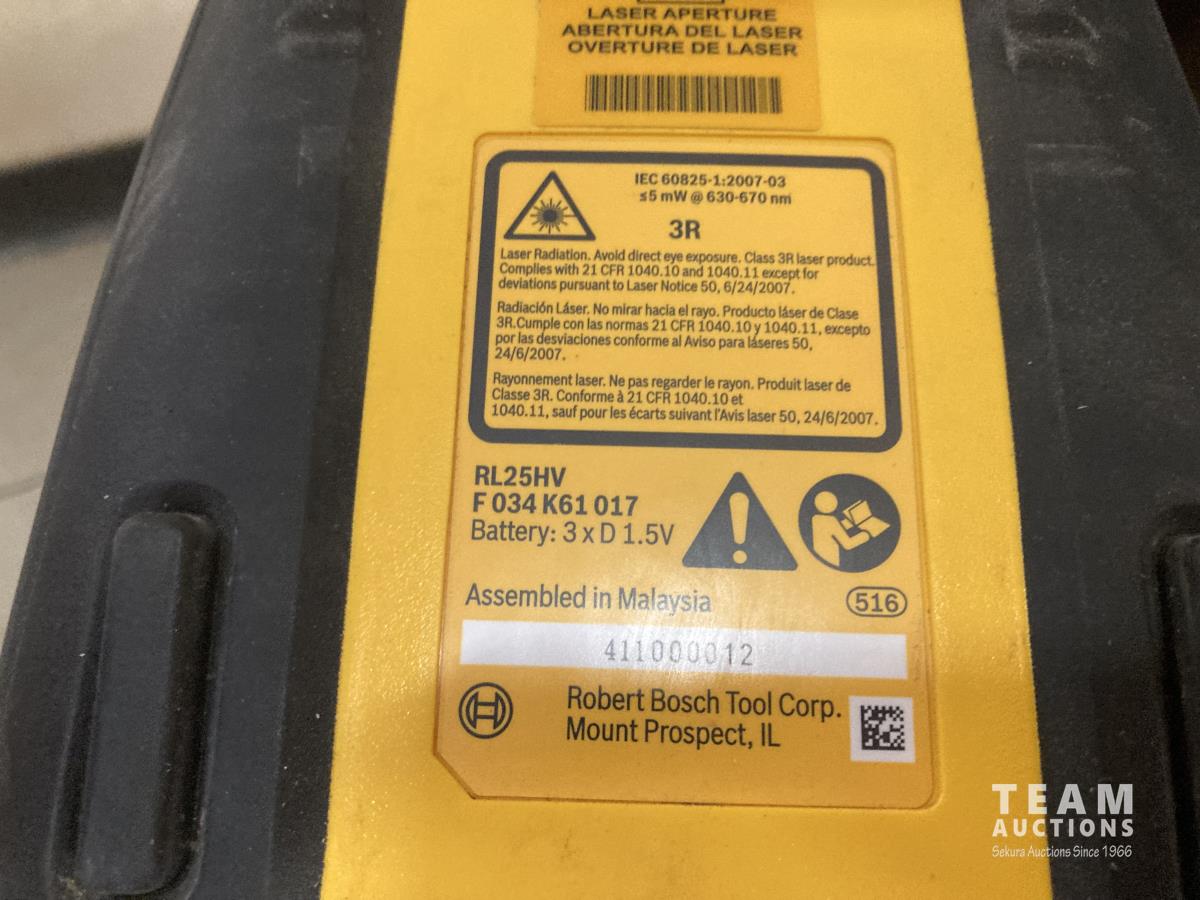 LASER APERTURE
ABERTURA DEL LASER
OVERTURE DE LASER
IEC 60825-1:2007-03
≤5 mW @ 630-670 nm
3R
Laser Radiation. Avoid direct eye exposure. Class 3R laser product.
Complies with 21 CFR 1040.10 and 1040.11 except for
deviations pursuant to Laser Notice 50, 6/24/2007.
Radiación Láser. No mirar hacia el rayo. Producto láser de Clase
3R.Cumple con las normas 21 CFR 1040.10 y 1040.11, excepto
por las desviaciones conforme al Aviso para láseres 50,
24/6/2007.
Rayonnement laser. Ne pas regarder le rayon. Produit laser de
Classe 3R. Conforme à 21 CFR 1040.10 et
1040.11, sauf pour les écarts suivant l'Avis laser 50, 24/6/2007.
RL25HV
F 034 K61 017
Battery: 3 x D 1.5V
Assembled in Malaysia
516
411000012
Robert Bosch Tool Corp.
Mount Prospect, IL
TEAM
AUCTIONS
Sekura Auctions Since 1966